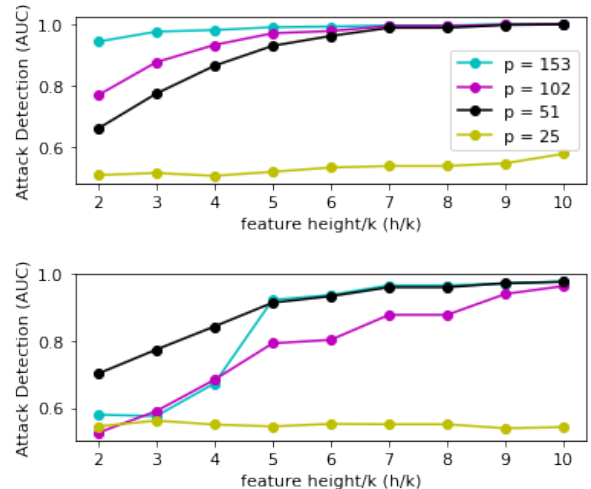 Attack Detection (AUC)
1.0
0.8
0.6
p = 153
p = 102
p = 51
p = 25
2 3 4 5 6 7 8 9 10
feature height/k (h/k)
Attack Detection (AUC)
1.0
0.8
0.6
2 3 4 5 6 7 8 9 10
feature height/k (h/k)